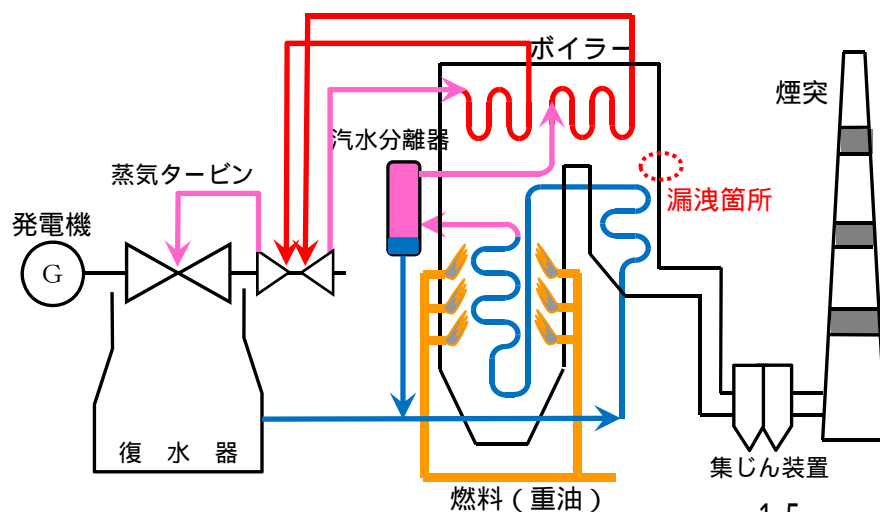 ボイラー
煙突
汽水分離器
蒸気タービン
漏洩箇所
発電機
G
復 水 器
集じん装置
燃料(重油)